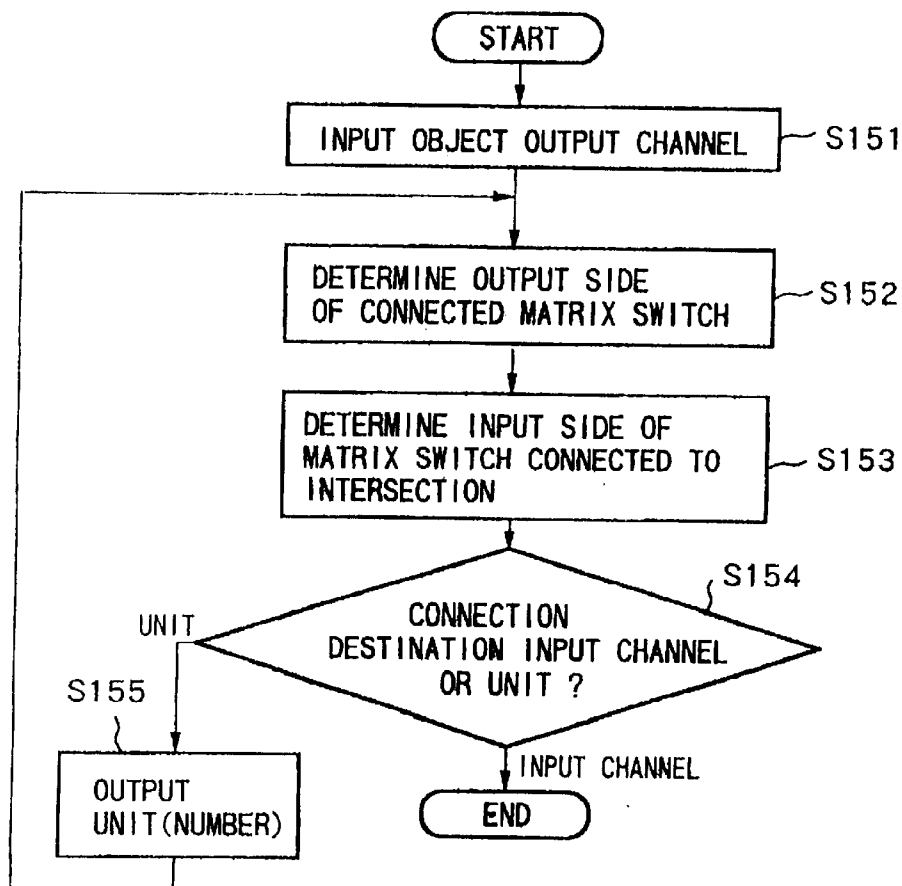 START
INPUT OBJECT OUTPUT CHANNEL
S151
DETERMINE OUTPUT SIDE
OF CONNECTED MATRIX SWITCH
S152
DETERMINE INPUT SIDE OF
MATRIX SWITCH CONNECTED TO
INTERSECTION
S153
S154
CONNECTION
DESTINATION INPUT CHANNEL
OR UNIT ?
UNIT
S155
OUTPUT
UNIT(NUMBER)
INPUT CHANNEL
END